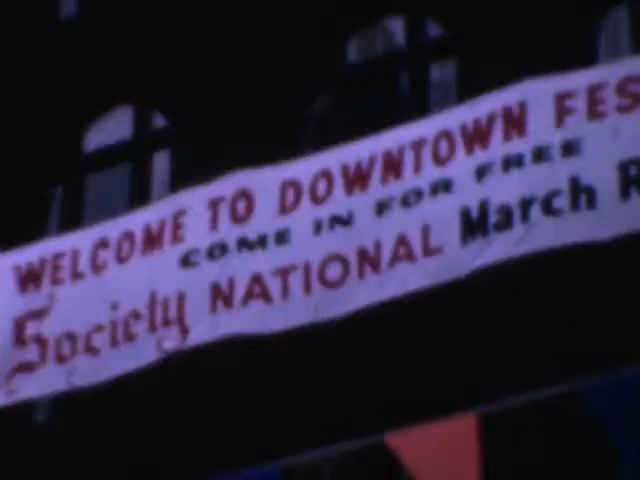 WELCOME TO DOWNTOWN FES
COME IN FOR FREE
Society NATIONAL March R